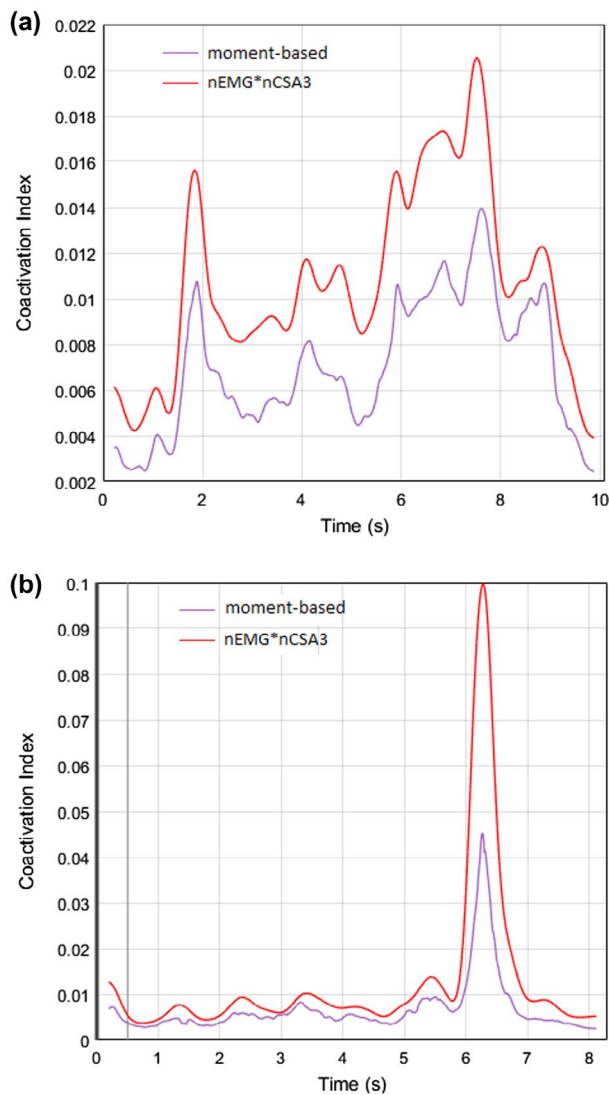 (a)
0.022
0.02
0.018
0.016
0.014
0.012
0.01
0.008
0.006
0.004
0.002
Coactivation Index
moment-based
nEMG*nCSA3
0 2 4 6 8 10
Time (s)
(b)
0.1
0.09
0.08
0.07
0.06
0.05
0.04
0.03
0.02
0.01
0
Coactivation Index
moment-based
nEMG*nCSA3
0 1 2 3 4 5 6 7 8
Time (s)